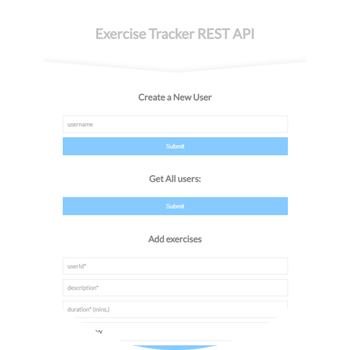 Exercise Tracker REST API
Create a New User
username
Submit
Get All users:
Submit
Add exercises
userId*
description*
duration* (mins.)